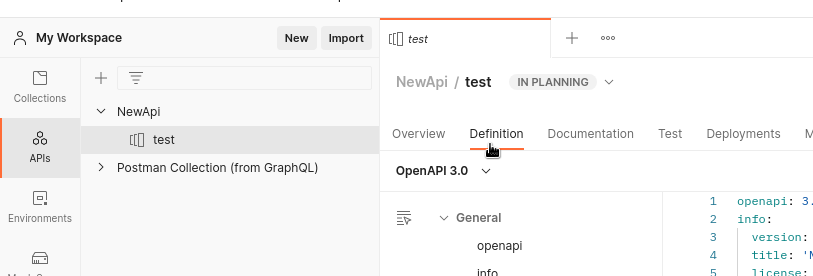 My Workspace
New
Import
test
Collections
APIs
Environments
NewApi
test
Postman Collection (from GraphQL)
NewApi / test
IN PLANNING
Overview
Definition
Documentation
Test
Deployments
M
OpenAPI 3.0
General
openapi
info
1 openapi: 3.
2 info:
3 version:
4 title: '
5 license: